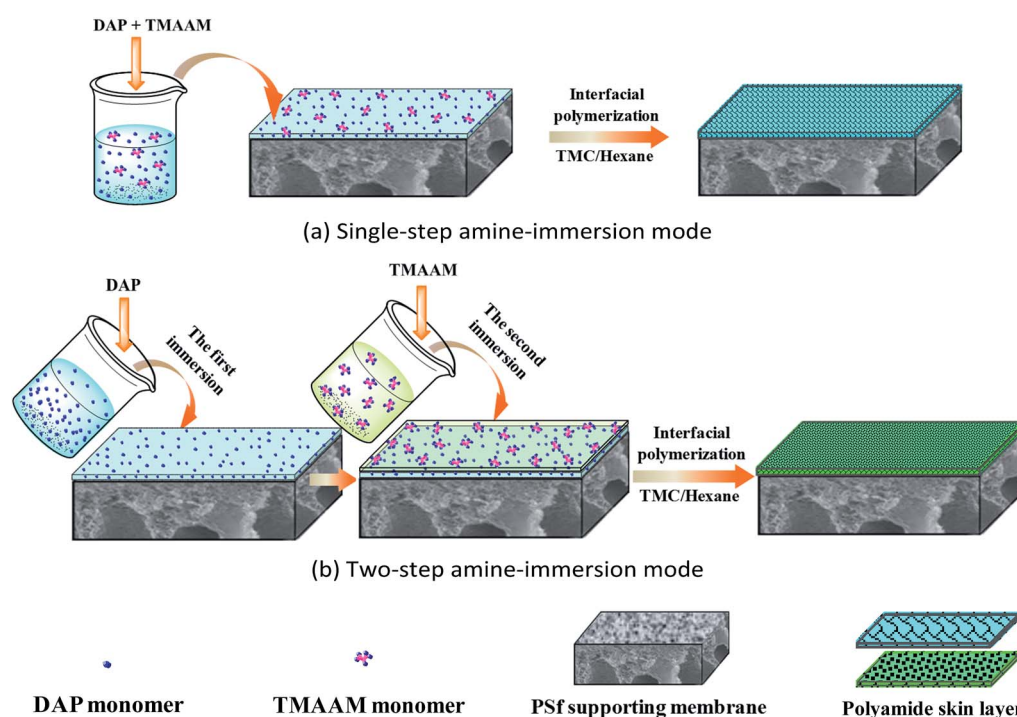 DAP + TMAAM
Interfacial
polymerization
TMC/Hexane
(a) Single-step amine-immersion mode
DAP
The first
immersion
TMAAM
The second
immersion
Interfacial
polymerization
TMC/Hexane
(b) Two-step amine-immersion mode
DAP monomer
TMAAM monomer
PSf supporting membrane
Polyamide skin layer